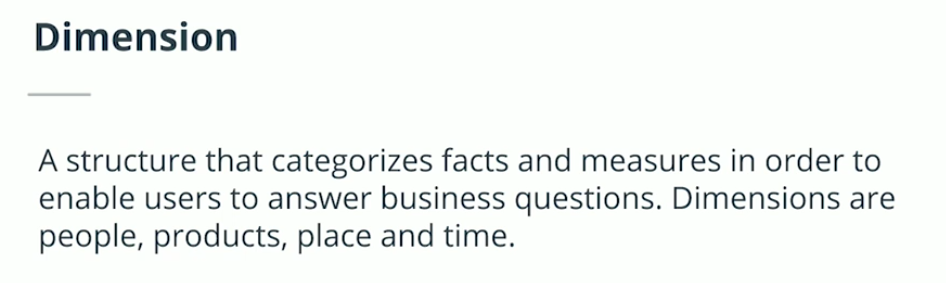 Dimension
A structure that categorizes facts and measures in order to
enable users to answer business questions. Dimensions are
people, products, place and time.